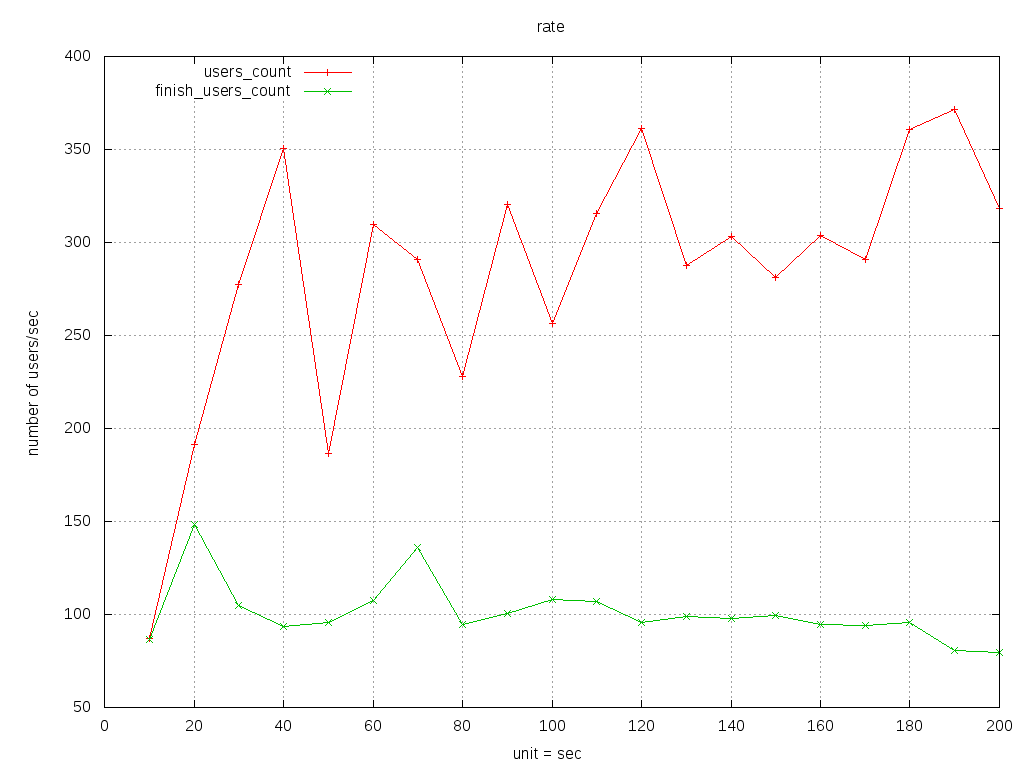 rate
400
350
300
250
200
150
100
50
users_count
finish_users_count
number of users/sec
0 20 40 60 80 100 120 140 160 180 200
unit = sec